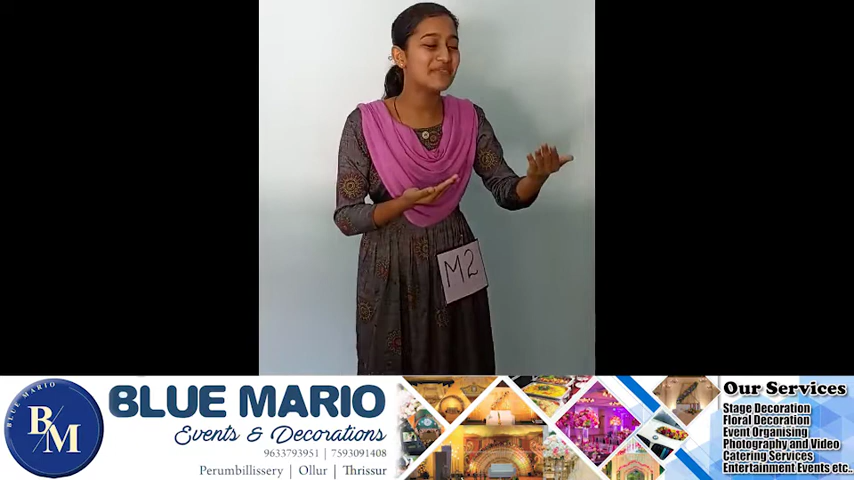 M2
BLUE MARIO
B/M
BLUE MARIO
Events & Decorations
9633793951 | 7593091408
Perumbillissery | Ollur | Thrissur
Our Services
Stage Decoration
Floral Decoration
Event Organising
Photography and Video
Catering Services
Entertainment Events etc..